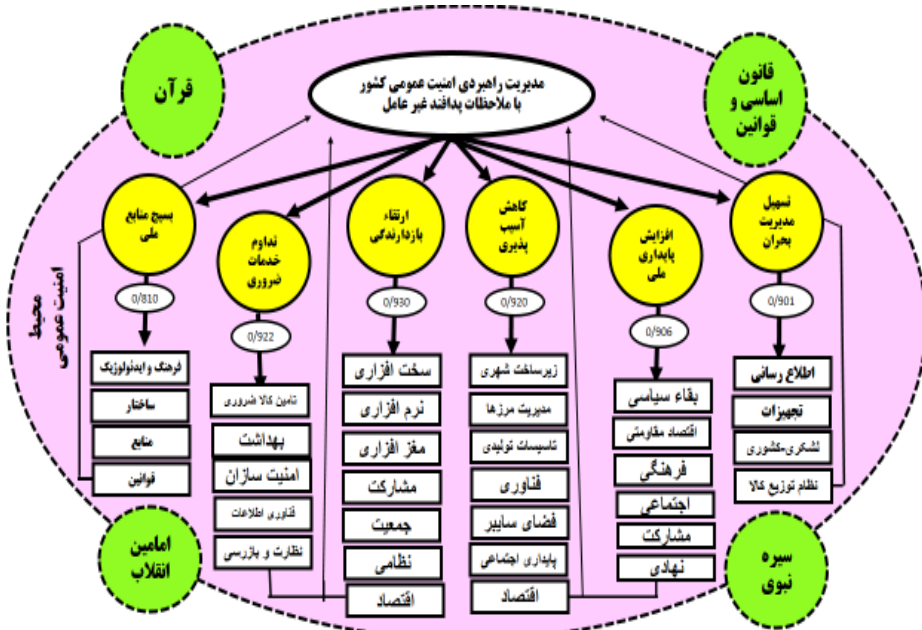 قرآن
قانون
اساسی و
قوانین
مدیریت راهبردی امنیت عمومی کشور
با ملاحظات پدافند غیر عامل
تسهیل
مدیریت
بحران
0/901
اطلاع رسانی
تجهیزات
لشکری-کشوری
نظام توزیع کالا
افزایش
پایداری
ملی
0/906
بقاء سیاسی
اقتصاد مقاومتی
فرهنگي
اجتماعی
مشارکت
نهادی
کاهش
آسیب
پذیری
0/920
زیرساخت شهری
مدیریت مرزها
تاسیسات تولیدی
فناوری
فضای سایبر
پایداری اجتماعی
اقتصاد
ارتقاء
بازدارندگی
0/930
سخت افزاری
نرم افزاری
مغز افزاری
مشارکت
جمعیت
نظامی
اقتصاد
تداوم
خدمات
ضروری
0/922
تامین کالا ضروری
بهداشت
امنیت سازان
فناوری اطلاعات
نظارت و بازرسی
بسیج منابع
ملی
0/810
فرهنگ و ایدئولوژیک
ساختار
منابع
قوانین
محیط
امنیت عمومی
سیره
نبوی
امامین
انقلاب